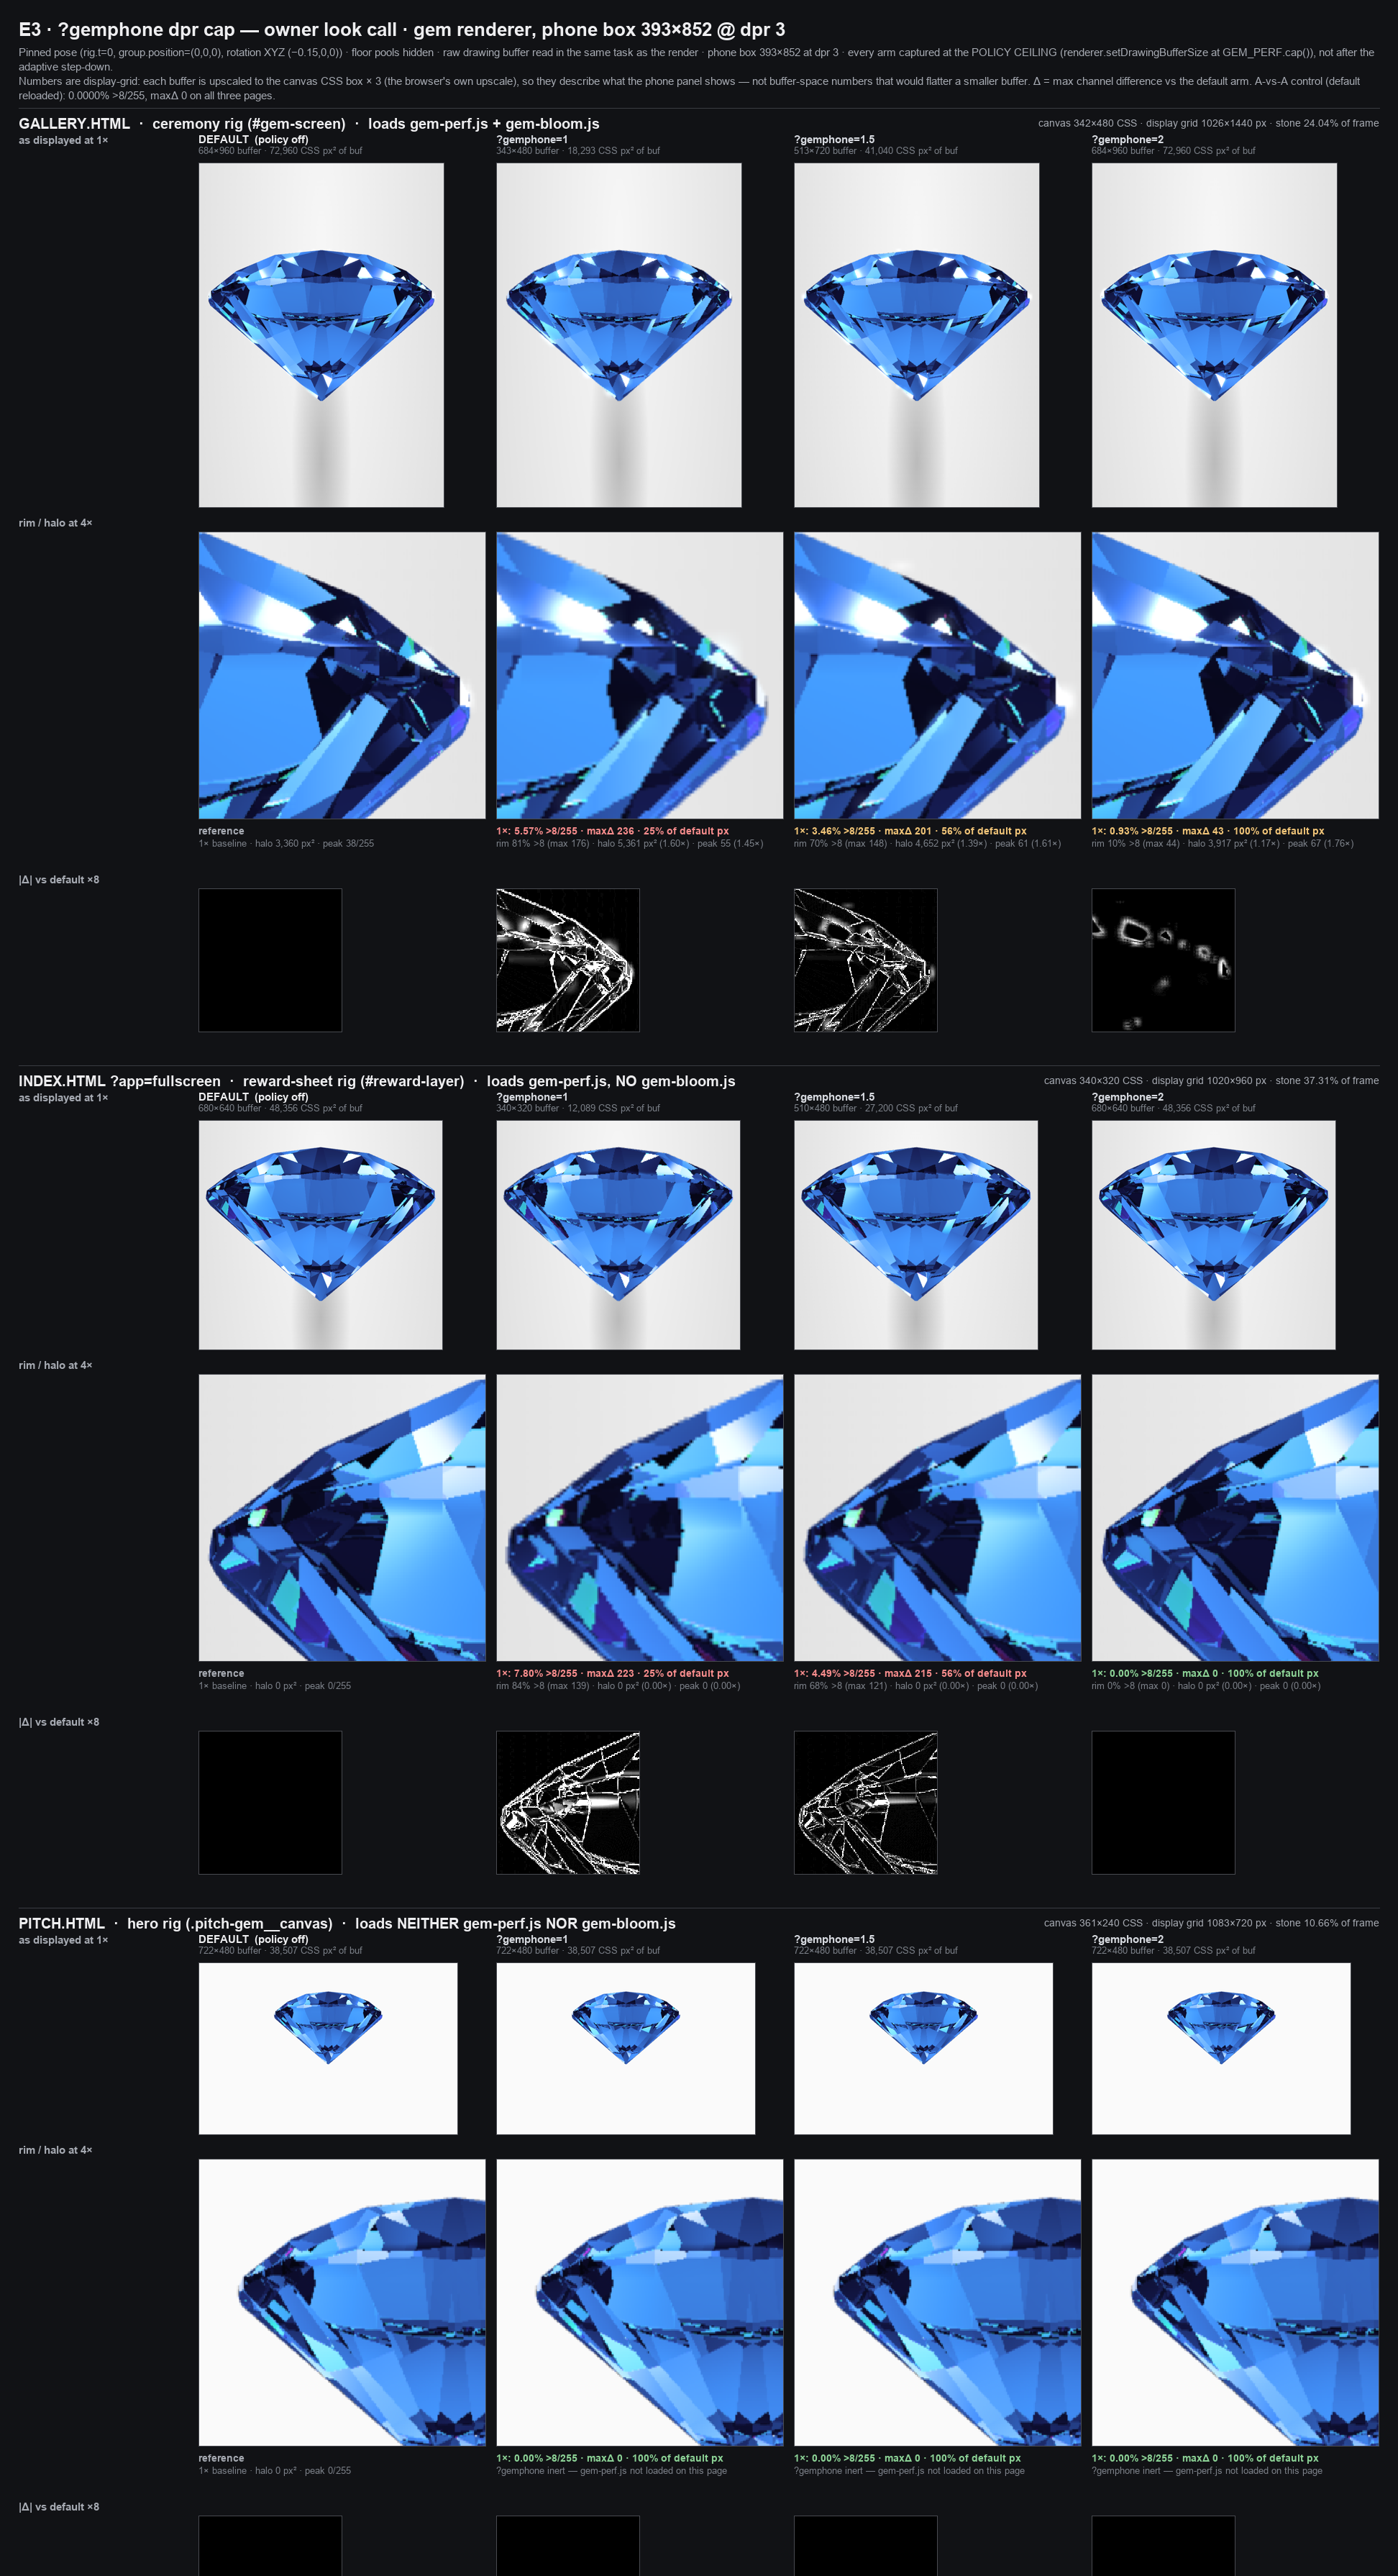 E3 · ?gemphone dpr cap — owner look call · gem renderer, phone box 393×852 @ dpr 3
Pinned pose (rig.t=0, group.position=(0,0,0), rotation XYZ (−0.15,0,0)) · floor pools hidden · raw drawing buffer read in the same task as the render · phone box 393×852 at dpr 3 · every arm captured at the POLICY CEILING (renderer.setDrawingBufferSize at GEM_PERF.cap()), not after the
adaptive step-down.
Numbers are display-grid: each buffer is upscaled to the canvas CSS box × 3 (the browser's own upscale), so they describe what the phone panel shows — not buffer-space numbers that would flatter a smaller buffer. Δ = max channel difference vs the default arm. A-vs-A control (default
reloaded): 0.0000% >8/255, maxΔ 0 on all three pages.
GALLERY.HTML · ceremony rig (#gem-screen) · loads gem-perf.js + gem-bloom.js
canvas 342×480 CSS · display grid 1026×1440 px · stone 24.04% of frame
as displayed at 1×
DEFAULT (policy off)
684×960 buffer · 72,960 CSS px² of buf
?gemphone=1
343×480 buffer · 18,293 CSS px² of buf
?gemphone=1.5
513×720 buffer · 41,040 CSS px² of buf
?gemphone=2
684×960 buffer · 72,960 CSS px² of buf
rim / halo at 4×
reference
1× baseline · halo 3,360 px² · peak 38/255
1×: 5.57% >8/255 · maxΔ 236 · 25% of default px
rim 81% >8 (max 176) · halo 5,361 px² (1.60×) · peak 55 (1.45×)
1×: 3.46% >8/255 · maxΔ 201 · 56% of default px
rim 70% >8 (max 148) · halo 4,652 px² (1.39×) · peak 61 (1.61×)
1×: 0.93% >8/255 · maxΔ 43 · 100% of default px
rim 10% >8 (max 44) · halo 3,917 px² (1.17×) · peak 67 (1.76×)
|Δ| vs default ×8
INDEX.HTML ?app=fullscreen · reward-sheet rig (#reward-layer) · loads gem-perf.js, NO gem-bloom.js
canvas 340×320 CSS · display grid 1020×960 px · stone 37.31% of frame
as displayed at 1×
DEFAULT (policy off)
680×640 buffer · 48,356 CSS px² of buf
?gemphone=1
340×320 buffer · 12,089 CSS px² of buf
?gemphone=1.5
510×480 buffer · 27,200 CSS px² of buf
?gemphone=2
680×640 buffer · 48,356 CSS px² of buf
rim / halo at 4×
reference
1× baseline · halo 0 px² · peak 0/255
1×: 7.80% >8/255 · maxΔ 223 · 25% of default px
rim 84% >8 (max 139) · halo 0 px² (0.00×) · peak 0 (0.00×)
1×: 4.49% >8/255 · maxΔ 215 · 56% of default px
rim 68% >8 (max 121) · halo 0 px² (0.00×) · peak 0 (0.00×)
1×: 0.00% >8/255 · maxΔ 0 · 100% of default px
rim 0% >8 (max 0) · halo 0 px² (0.00×) · peak 0 (0.00×)
|Δ| vs default ×8
PITCH.HTML · hero rig (.pitch-gem__canvas) · loads NEITHER gem-perf.js NOR gem-bloom.js
canvas 361×240 CSS · display grid 1083×720 px · stone 10.66% of frame
as displayed at 1×
DEFAULT (policy off)
722×480 buffer · 38,507 CSS px² of buf
?gemphone=1
722×480 buffer · 38,507 CSS px² of buf
?gemphone=1.5
722×480 buffer · 38,507 CSS px² of buf
?gemphone=2
722×480 buffer · 38,507 CSS px² of buf
rim / halo at 4×
reference
1× baseline · halo 0 px² · peak 0/255
1×: 0.00% >8/255 · maxΔ 0 · 100% of default px
?gemphone inert — gem-perf.js not loaded on this page
1×: 0.00% >8/255 · maxΔ 0 · 100% of default px
?gemphone inert — gem-perf.js not loaded on this page
1×: 0.00% >8/255 · maxΔ 0 · 100% of default px
?gemphone inert — gem-perf.js not loaded on this page
|Δ| vs default ×8